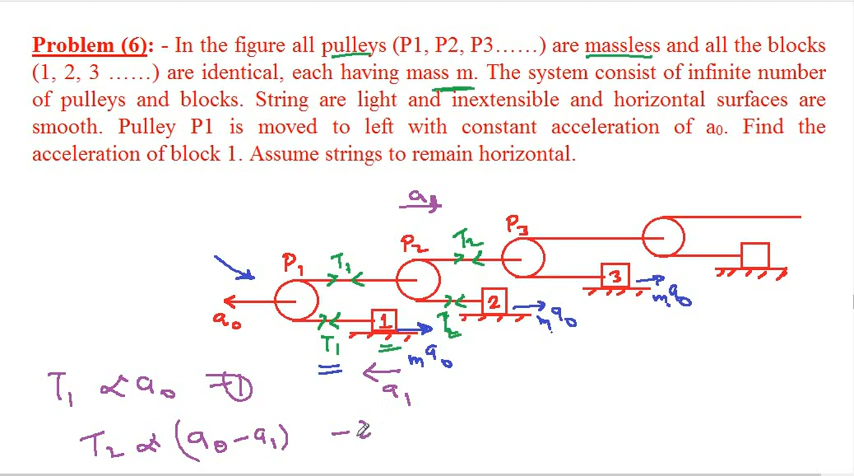 Problem (6): - In the figure all pulleys (P1, P2, P3......) are massless and all the blocks
(1, 2, 3 ......) are identical, each having mass m. The system consist of infinite number
of pulleys and blocks. String are light and inextensible and horizontal surfaces are
smooth. Pulley P1 is moved to left with constant acceleration of a0. Find the
acceleration of block 1. Assume strings to remain horizontal.
a1
P1 T1 P2 T2 P3
a0 T1 1 ma0 T2 2 ma0 3 ma0
a1
T1 ∝ a0 -1
T2 ∝ (a0-a1) -2